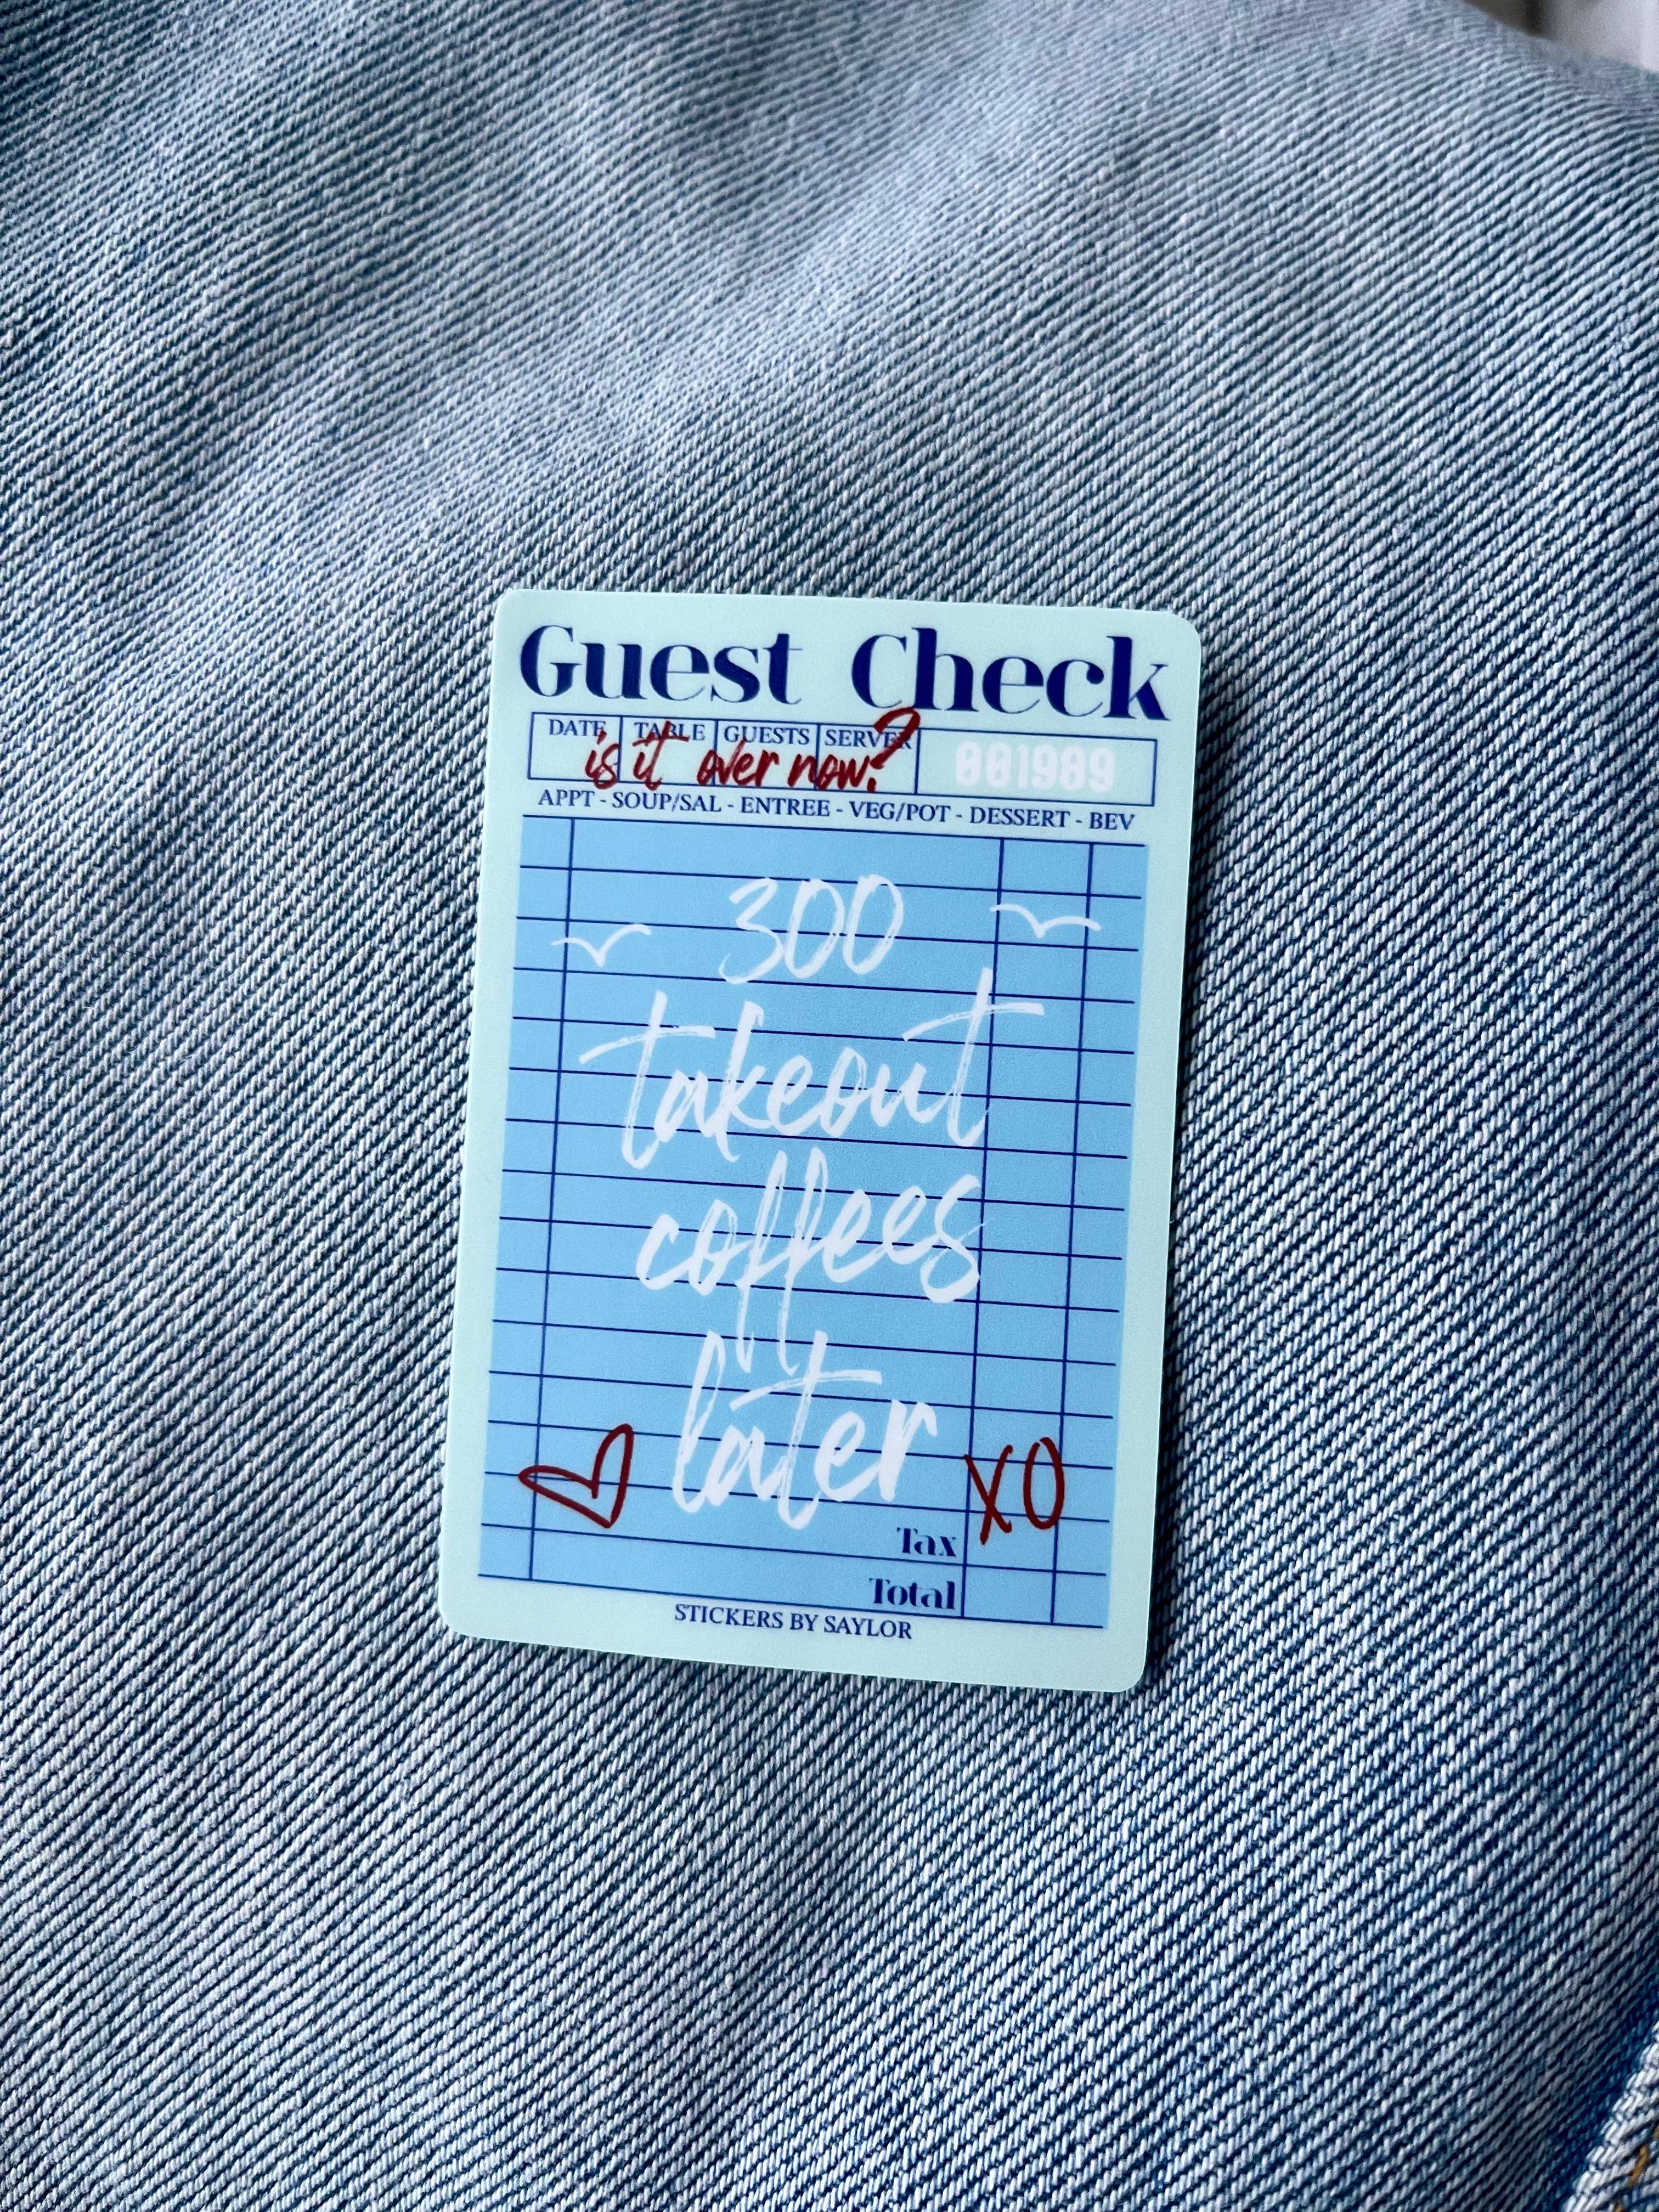 Guest Check
DATE TABLE GUESTS SERVER 001989
is it over now?
APPT - SOUP/SAL - ENTREE - VEG/POT - DESSERT - BEV
300
takeout
coffees
later
XO
Tax
Total
STICKERS BY SAYLOR